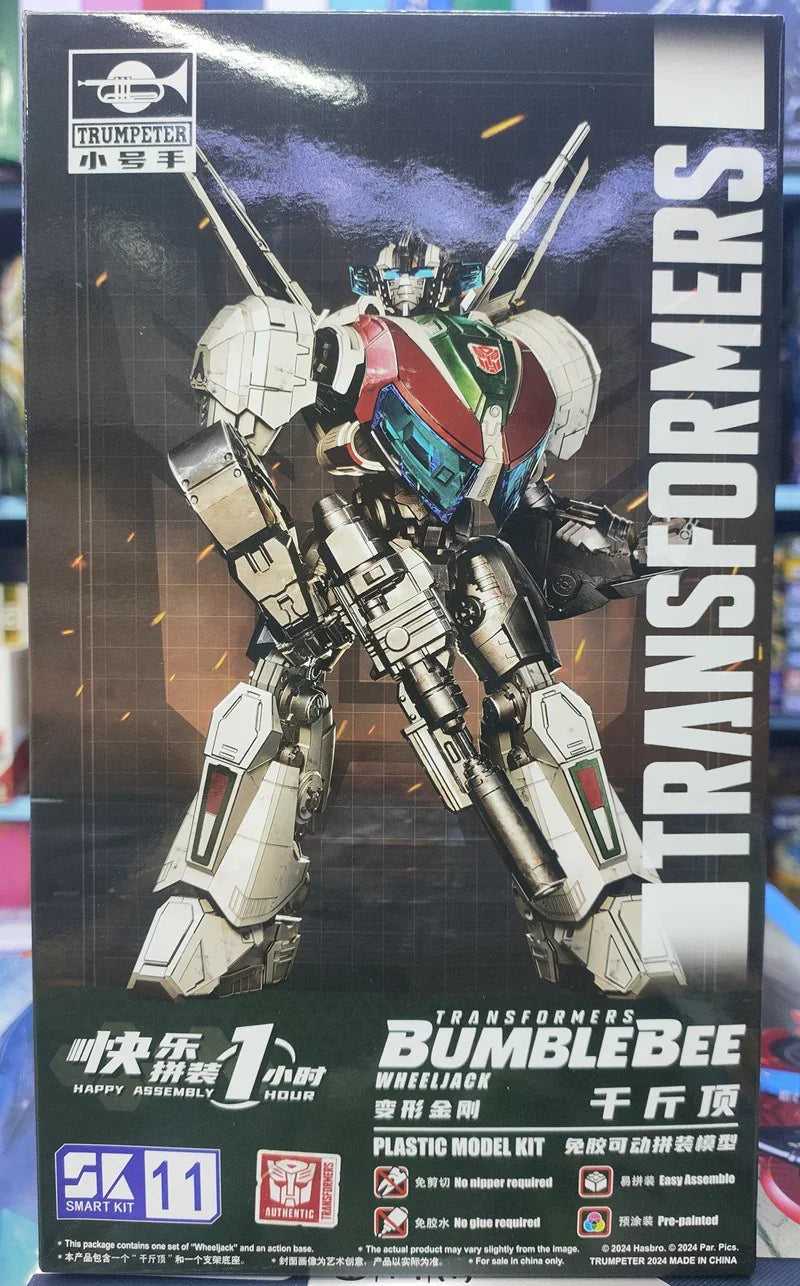 TRUMPETER
小号手
TRANSFORMERS
快乐
拼装1小时
HAPPY ASSEMBLY HOUR
TRANSFORMERS
BUMBLEBEE
WHEELJACK
变形金刚 千斤顶
PLASTIC MODEL KIT 免胶可动拼装模型
SK 11
SMART KIT
AUTHENTIC
TRANSFORMERS
免剪切 No nipper required
易拼装 Easy Assemble
免胶水 No glue required
预涂装 Pre-painted
* This package contains one set of "Wheeljack" and an action base.
* The actual product may vary slightly from the image.
© 2024 Hasbro. © 2024 Par. Pics.
* 本产品包含一个"千斤顶"和一个支架底座。
* 封面画像为艺术创意，产品以实际为准。
* For sale in china only.
TRUMPETER 2024 MADE IN CHINA